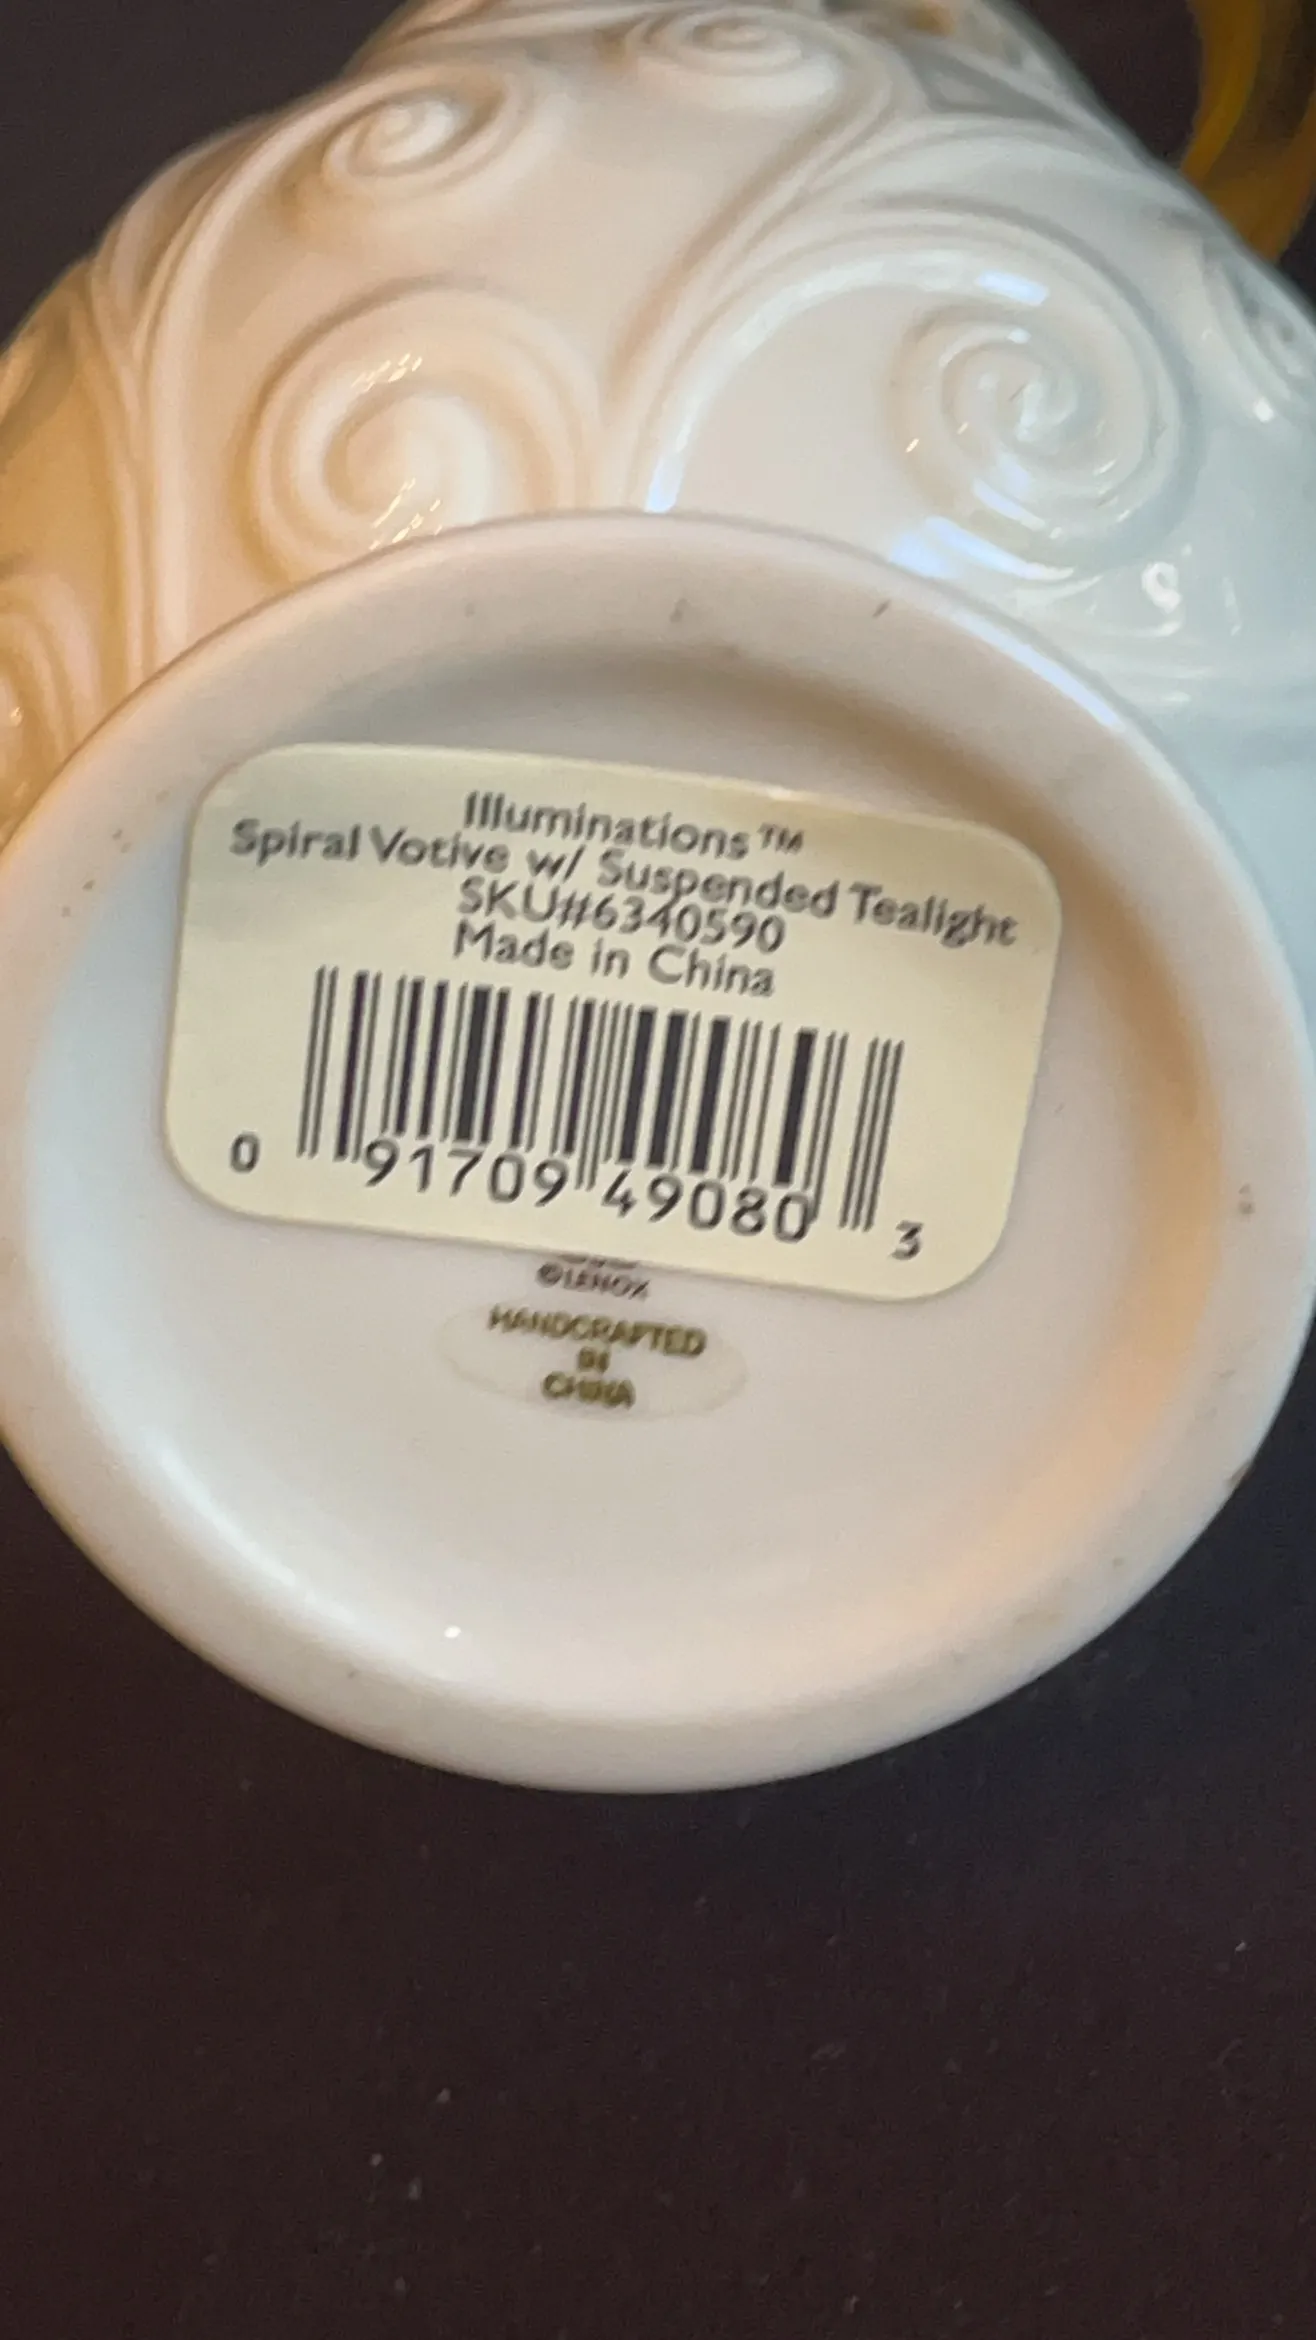 Illuminations™
Spiral Votive w/ Suspended Tealight
SKU#6340590
Made in China
0 91709 49080 3
©LENOX
HANDCRAFTED
IN
CHINA